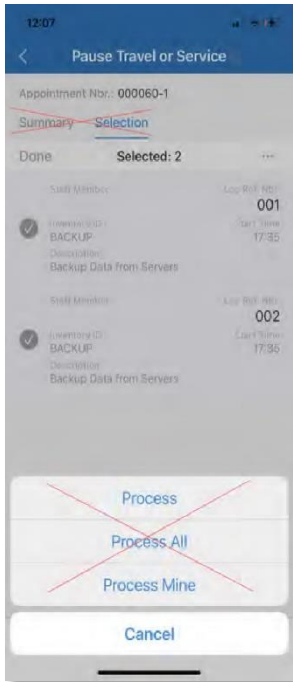 12:07
Pause Travel or Service
Appointment Nbr.: 000060-1
Summary Selection
Done Selected: 2 ...
Staff Member Log Ref. Nbr.
001
Inventory ID Start Time
BACKUP 17:35
Description
Backup Data from Servers
Staff Member Log Ref. Nbr.
002
Inventory ID Start Time
BACKUP 17:35
Description
Backup Data from Servers
Process
Process All
Process Mine
Cancel